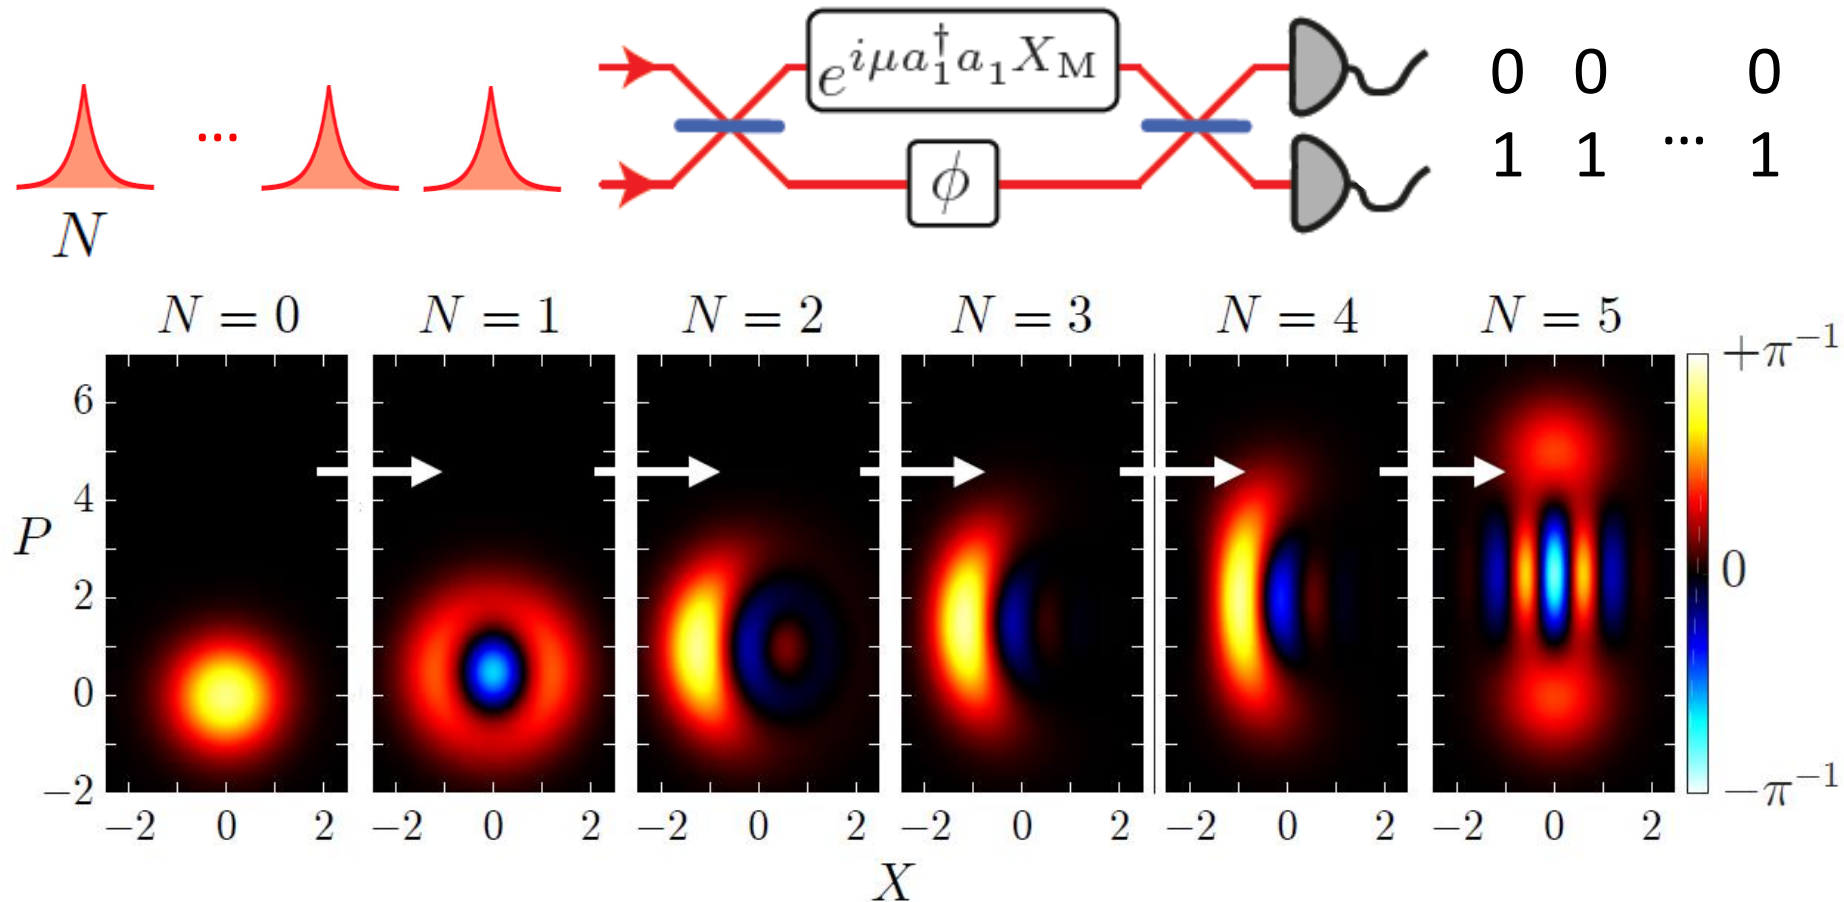 e^{iμa_1^†a_1X_M}
0 0 0
... 
1 1 ... 1
ϕ
N
N = 0 N = 1 N = 2 N = 3 N = 4 N = 5
+π⁻¹
6
4
P
2
0
0
−2
−π⁻¹
−2 0 2 −2 0 2 −2 0 2 −2 0 2 −2 0 2 −2 0 2
X